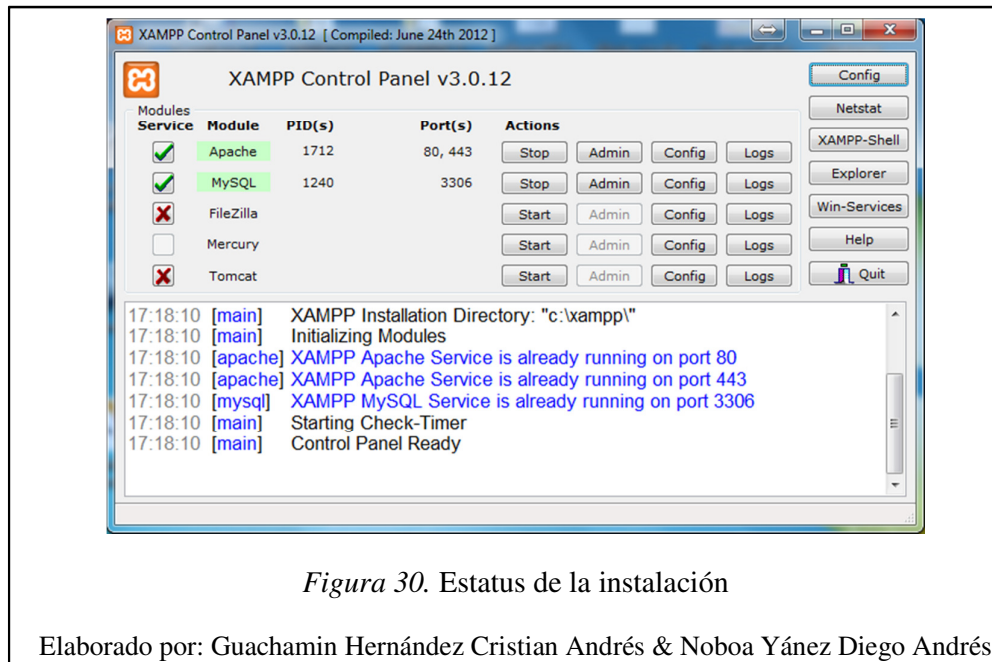 XAMPP Control Panel v3.0.12 [ Compiled: June 24th 2012 ]
XAMPP Control Panel v3.0.12
Config
Netstat
XAMPP-Shell
Explorer
Win-Services
Help
Quit
Modules
Service Module PID(s) Port(s) Actions
Apache 1712 80, 443 Stop Admin Config Logs
MySQL 1240 3306 Stop Admin Config Logs
FileZilla Start Admin Config Logs
Mercury Start Admin Config Logs
Tomcat Start Admin Config Logs
17:18:10 [main] XAMPP Installation Directory: "c:\xampp\"
17:18:10 [main] Initializing Modules
17:18:10 [apache] XAMPP Apache Service is already running on port 80
17:18:10 [apache] XAMPP Apache Service is already running on port 443
17:18:10 [mysql] XAMPP MySQL Service is already running on port 3306
17:18:10 [main] Starting Check-Timer
17:18:10 [main] Control Panel Ready
Figura 30. Estatus de la instalación
Elaborado por: Guachamin Hernández Cristian Andrés & Noboa Yánez Diego Andrés